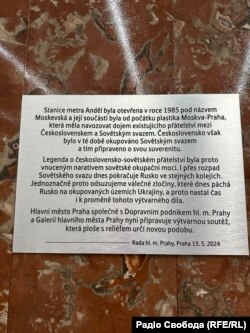 Stanice metra Anděl byla otevřena v roce 1985 pod názvem
Moskevská a její součástí byla od počátku plastika Moskva-Praha,
která měla navozovat dojem existujícího přátelství mezi
Československem a Sovětským svazem. Československo však
bylo v té době okupováno Sovětským svazem
a tím připraveno o svou suverenitu.
Legenda o československo-sovětském přátelství byla proto
vnuceným narativem sovětské okupační moci. I přes rozpad
Sovětského svazu dnes pokračuje Rusko ve stejných kolejích.
Jednoznačně proto odsuzujeme válečné zločiny, které dnes páchá
Rusko na okupovaných územích Ukrajiny, a proto nastal čas
i k proměně tohoto výtvarného díla.
Hlavní město Praha společně s Dopravním podnikem hl. m. Prahy
a Galerií hlavního města Prahy nyní připravuje výtvarnou soutěž,
která ploše s reliéfem určí novou podobu.
Rada hl. m. Prahy, Praha 13. 5. 2024
Радіо Свобода (RFE/RL)